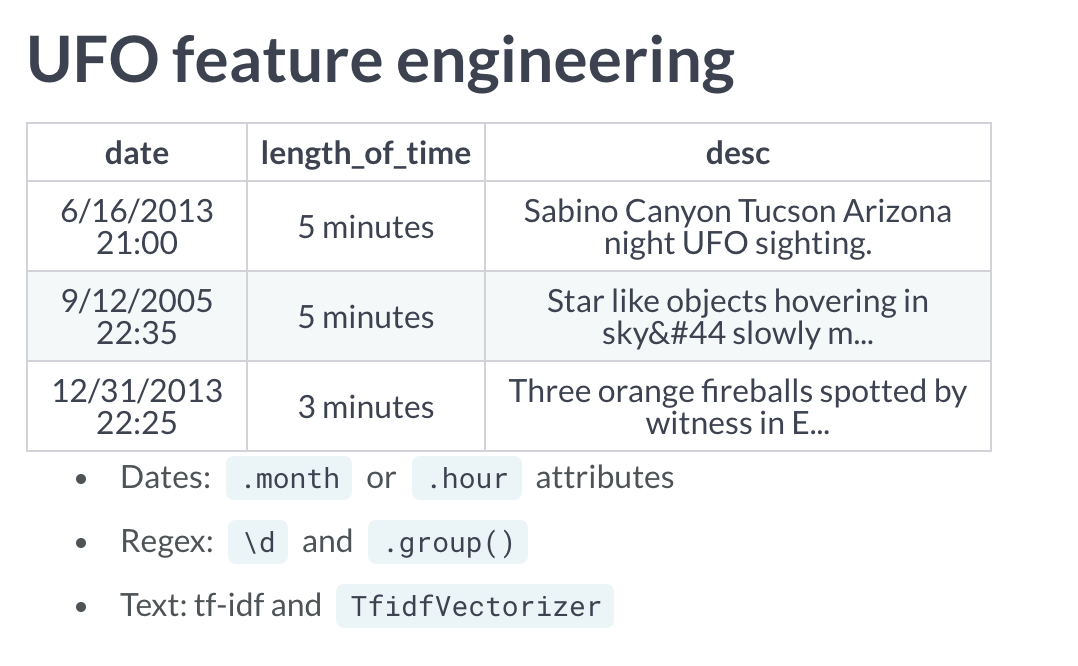 UFO feature engineering
date length_of_time desc
6/16/2013
21:00
5 minutes
Sabino Canyon Tucson Arizona
night UFO sighting.
9/12/2005
22:35
5 minutes
Star like objects hovering in
sky&#44 slowly m...
12/31/2013
22:25
3 minutes
Three orange fireballs spotted by
witness in E...
• Dates: .month or .hour attributes
• Regex: \d and .group()
• Text: tf-idf and TfidfVectorizer